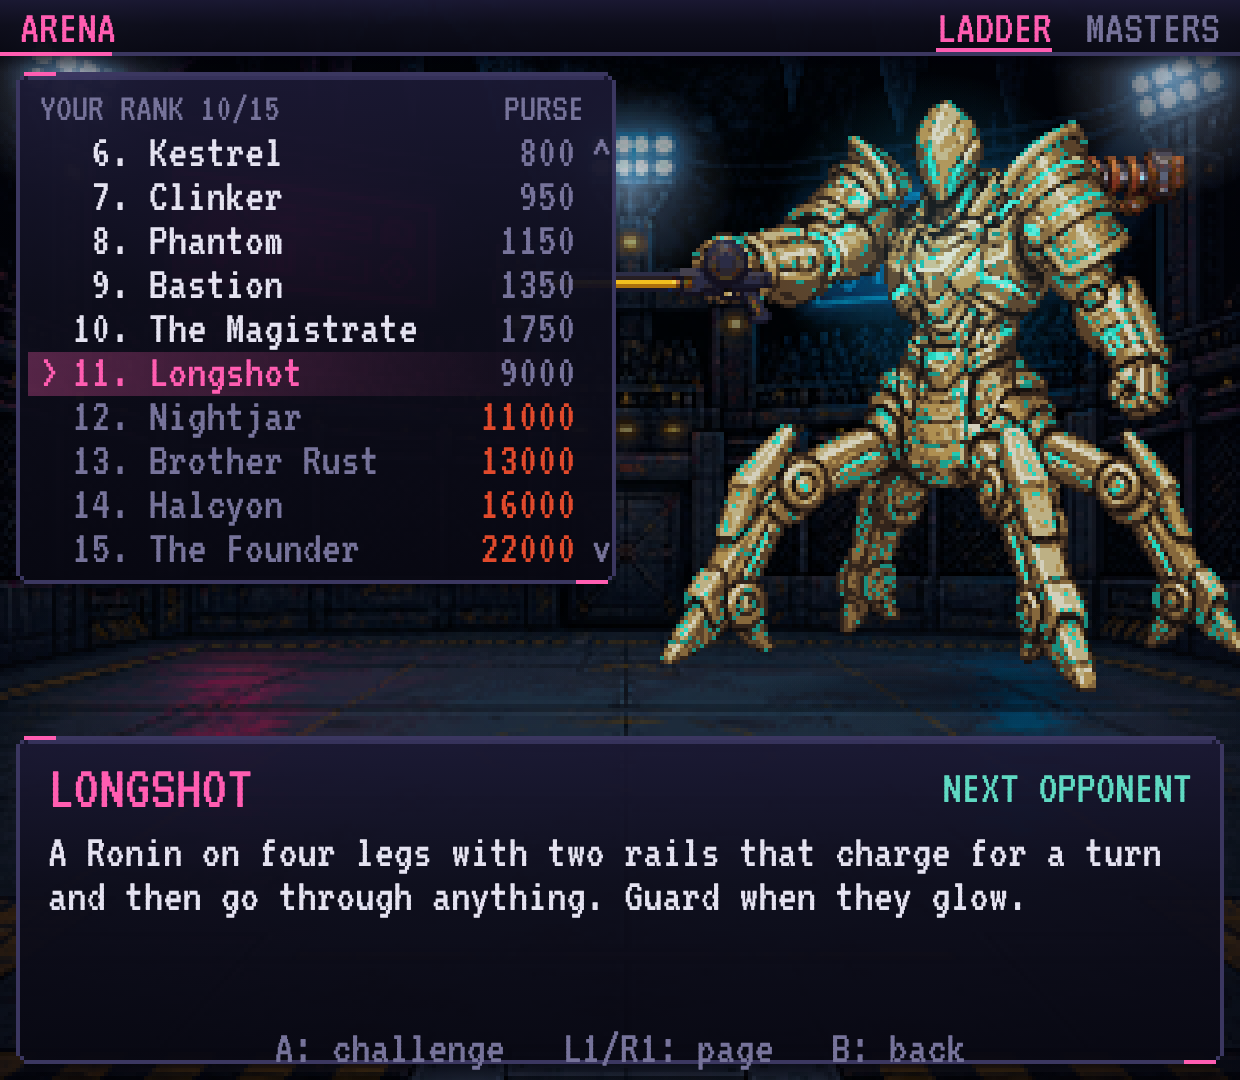 ARENA LADDER MASTERS
YOUR RANK 10/15 PURSE
6. Kestrel 800 ^
7. Clinker 950
8. Phantom 1150
9. Bastion 1350
10. The Magistrate 1750
> 11. Longshot 9000
12. Nightjar 11000
13. Brother Rust 13000
14. Halcyon 16000
15. The Founder 22000 v
LONGSHOT NEXT OPPONENT
A Ronin on four legs with two rails that charge for a turn
and then go through anything. Guard when they glow.
A: challenge L1/R1: page B: back